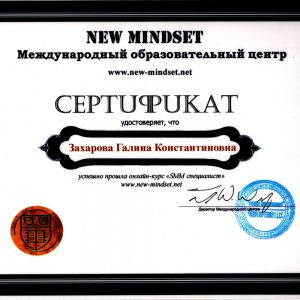 NEW MINDSET
Международный образовательный центр
www.new-mindset.net
СЕРТИФИКАТ
удостоверяет, что
Захарова Галина Константиновна
успешно прошла онлайн-курс «SMM специалист»
www.new-mindset.net
Директор Международного центра